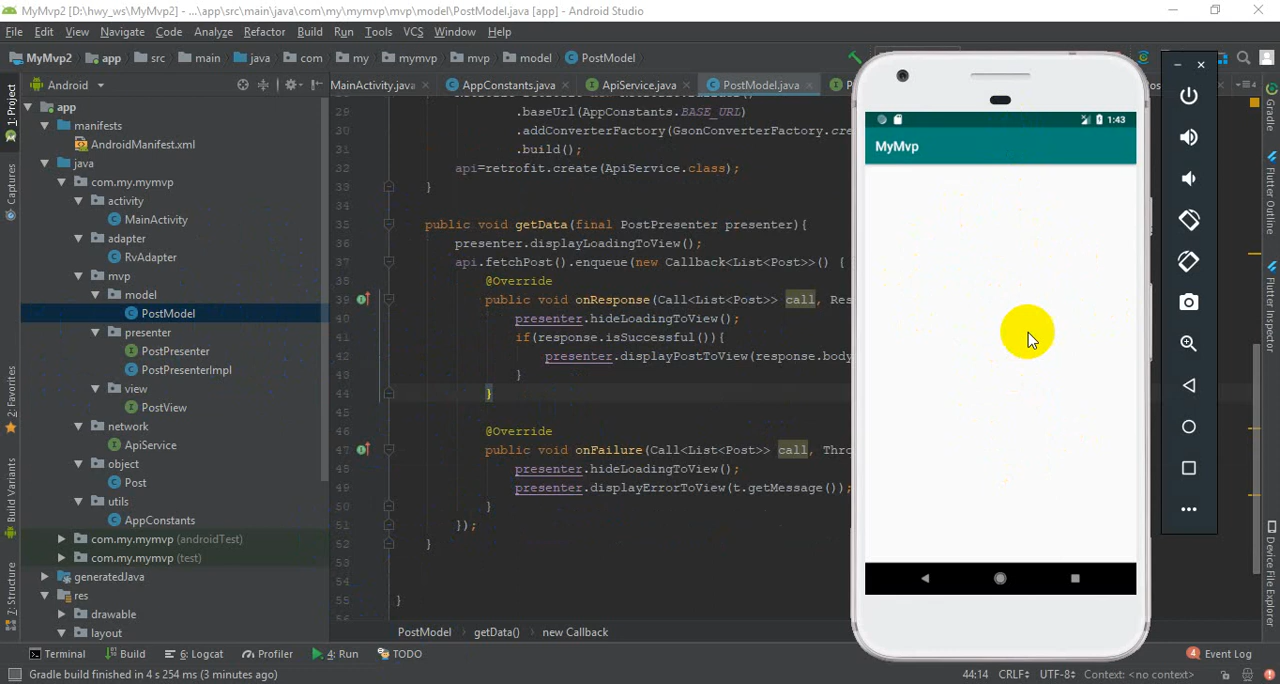 MyMvp2 [D:\hwy_ws\MyMvp2] - ...\app\src\main\java\com\my\mymvp\mvp\model\PostModel.java [app] - Android Studio
File Edit View Navigate Code Analyze Refactor Build Run Tools VCS Window Help
MyMvp2 app src main java com my mymvp mvp model PostModel
Android
MainActivity.java AppConstants.java ApiService.java PostModel.java
1: Project
Captures
2: Favorites
Build Variants
7: Structure
app
manifests
AndroidManifest.xml
java
com.my.mymvp
activity
MainActivity
adapter
RvAdapter
mvp
model
PostModel
presenter
PostPresenter
PostPresenterImpl
view
PostView
network
ApiService
object
Post
utils
AppConstants
com.my.mymvp (androidTest)
com.my.mymvp (test)
generatedJava
res
drawable
layout
29 .baseUrl(AppConstants.BASE_URL)
30 .addConverterFactory(GsonConverterFactory.cre
31 .build();
32 api=retrofit.create(ApiService.class);
33 }
34
35 public void getData(final PostPresenter presenter){
36 presenter.displayLoadingToView();
37 api.fetchPost().enqueue(new Callback<List<Post>>() {
38 @Override
39 public void onResponse(Call<List<Post>> call, Res
40 presenter.hideLoadingToView();
41 if(response.isSuccessful()){
42 presenter.displayPostToView(response.body
43 }
44 }
45
46 @Override
47 public void onFailure(Call<List<Post>> call, Thro
48 presenter.hideLoadingToView();
49 presenter.displayErrorToView(t.getMessage());
50 }
51 });
52 }
53
54
55 }
PostModel getData() new Callback
1:43
MyMvp
Gradle
Flutter Outline
Flutter Inspector
Device File Explorer
Terminal Build 6: Logcat Profiler 4: Run TODO 4 Event Log
Gradle build finished in 4 s 254 ms (3 minutes ago) 44:14 CRLF UTF-8 Context: <no context>